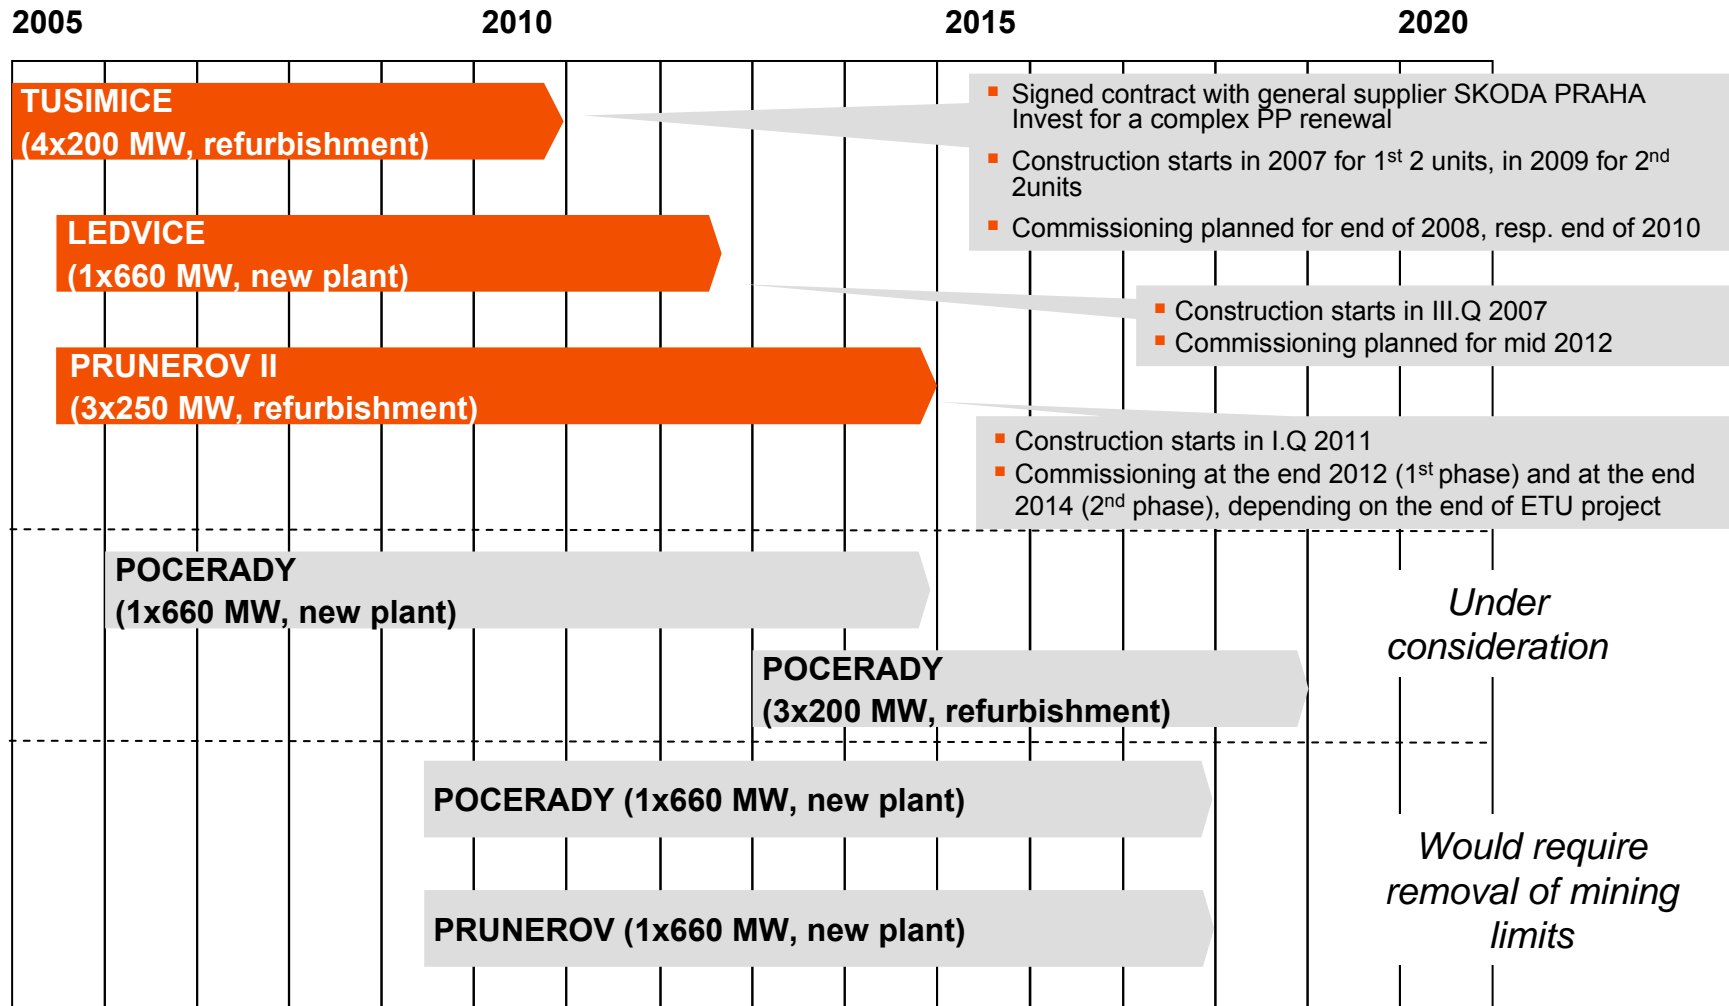 2005 2010 2015 2020
TUSIMICE
(4x200 MW, refurbishment)
▪ Signed contract with general supplier SKODA PRAHA
Invest for a complex PP renewal
▪ Construction starts in 2007 for 1st 2 units, in 2009 for 2nd
2units
▪ Commissioning planned for end of 2008, resp. end of 2010
LEDVICE
(1x660 MW, new plant)
▪ Construction starts in III.Q 2007
▪ Commissioning planned for mid 2012
PRUNEROV II
(3x250 MW, refurbishment)
▪ Construction starts in I.Q 2011
▪ Commissioning at the end 2012 (1st phase) and at the end
2014 (2nd phase), depending on the end of ETU project
POCERADY
(1x660 MW, new plant)
Under
consideration
POCERADY
(3x200 MW, refurbishment)
POCERADY (1x660 MW, new plant)
PRUNEROV (1x660 MW, new plant)
Would require
removal of mining
limits